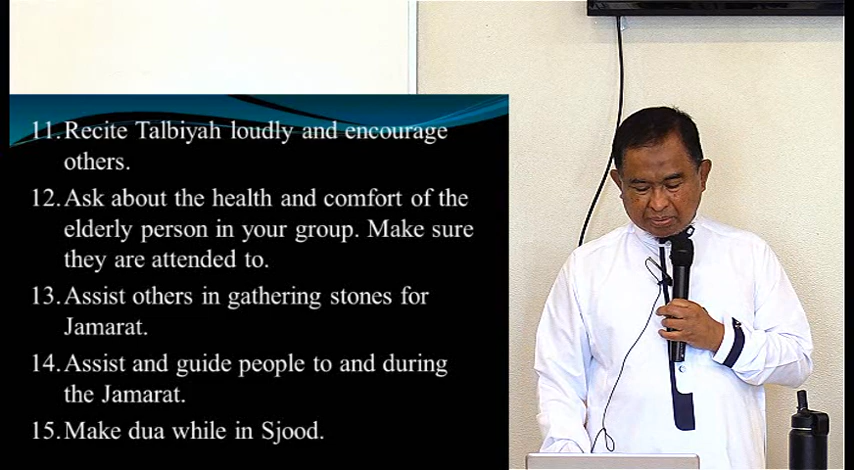 11. Recite Talbiyah loudly and encourage
others.
12. Ask about the health and comfort of the
elderly person in your group. Make sure
they are attended to.
13. Assist others in gathering stones for
Jamarat.
14. Assist and guide people to and during
the Jamarat.
15. Make dua while in Sjood.